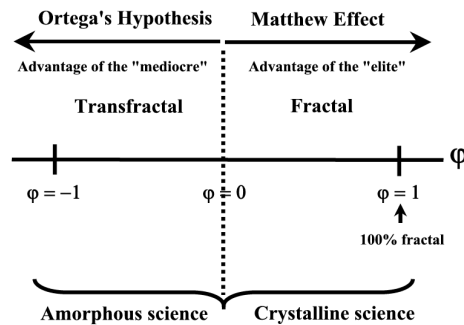 Ortega's Hypothesis
Matthew Effect
Advantage of the "mediocre"
Advantage of the "elite"
Transfractal
Fractal
φ
φ = −1
φ = 0
φ = 1
100% fractal
Amorphous science
Crystalline science